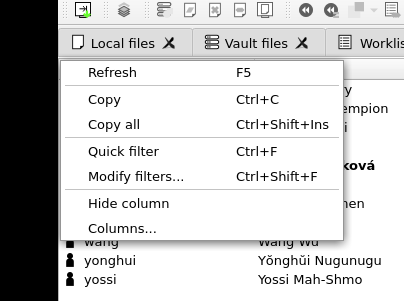 Local files Vault files Worklis
Refresh F5
Copy Ctrl+C
Copy all Ctrl+Shift+Ins
Quick filter Ctrl+F
Modify filters... Ctrl+Shift+F
Hide column
Columns...
y
empion
i
ková
hen
wang Wang Wu
yonghui Yǒnghǔi Nugunugu
yossi Yossi Mah-Shmo